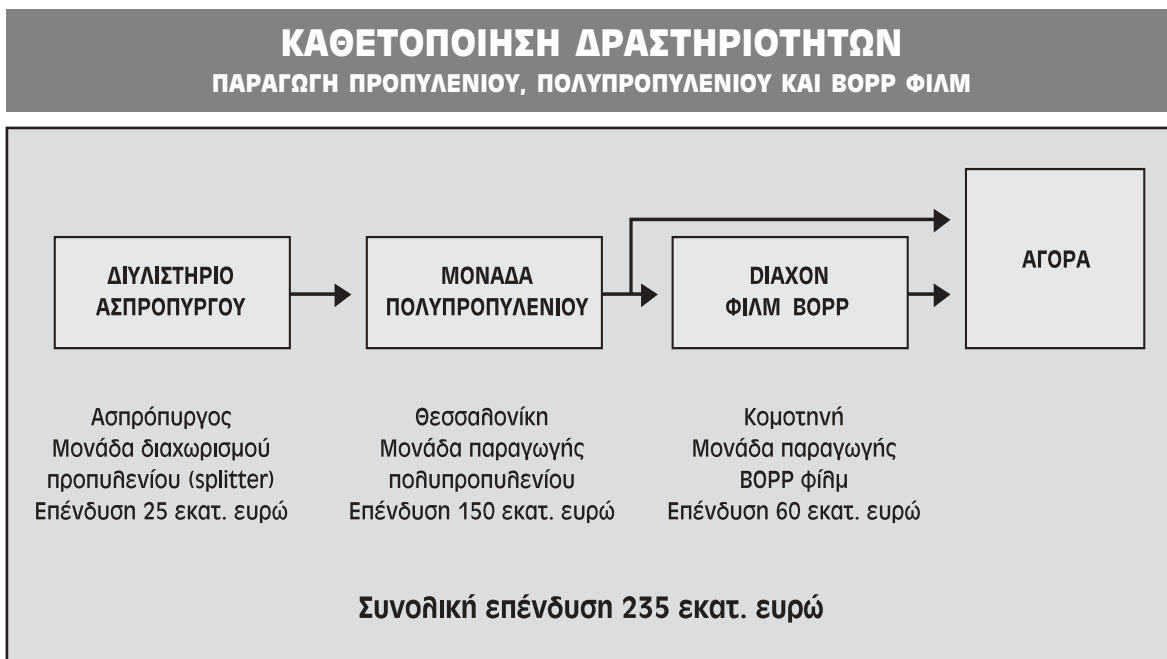 ΚΑΘΕΤΟΠΟΙΗΣΗ ΔΡΑΣΤΗΡΙΟΤΗΤΩΝ
ΠΑΡΑΓΩΓΗ ΠΡΟΠΥΛΕΝΙΟΥ, ΠΟΛΥΠΡΟΠΥΛΕΝΙΟΥ ΚΑΙ BOPP ΦΙΛΜ
ΔΙΥΛΙΣΤΗΡΙΟ
ΑΣΠΡΟΠΥΡΓΟΥ
ΜΟΝΑΔΑ
ΠΟΛΥΠΡΟΠΥΛΕΝΙΟΥ
DIAXON
ΦΙΛΜ BOPP
ΑΓΟΡΑ
Ασπρόπυργος
Μονάδα διαχωρισμού
προπυλενίου (splitter)
Επένδυση 25 εκατ. ευρώ
Θεσσαλονίκη
Μονάδα παραγωγής
πολυπροπυλενίου
Επένδυση 150 εκατ. ευρώ
Κομοτηνή
Μονάδα παραγωγής
BOPP φίλμ
Επένδυση 60 εκατ. ευρώ
Συνολική επένδυση 235 εκατ. ευρώ